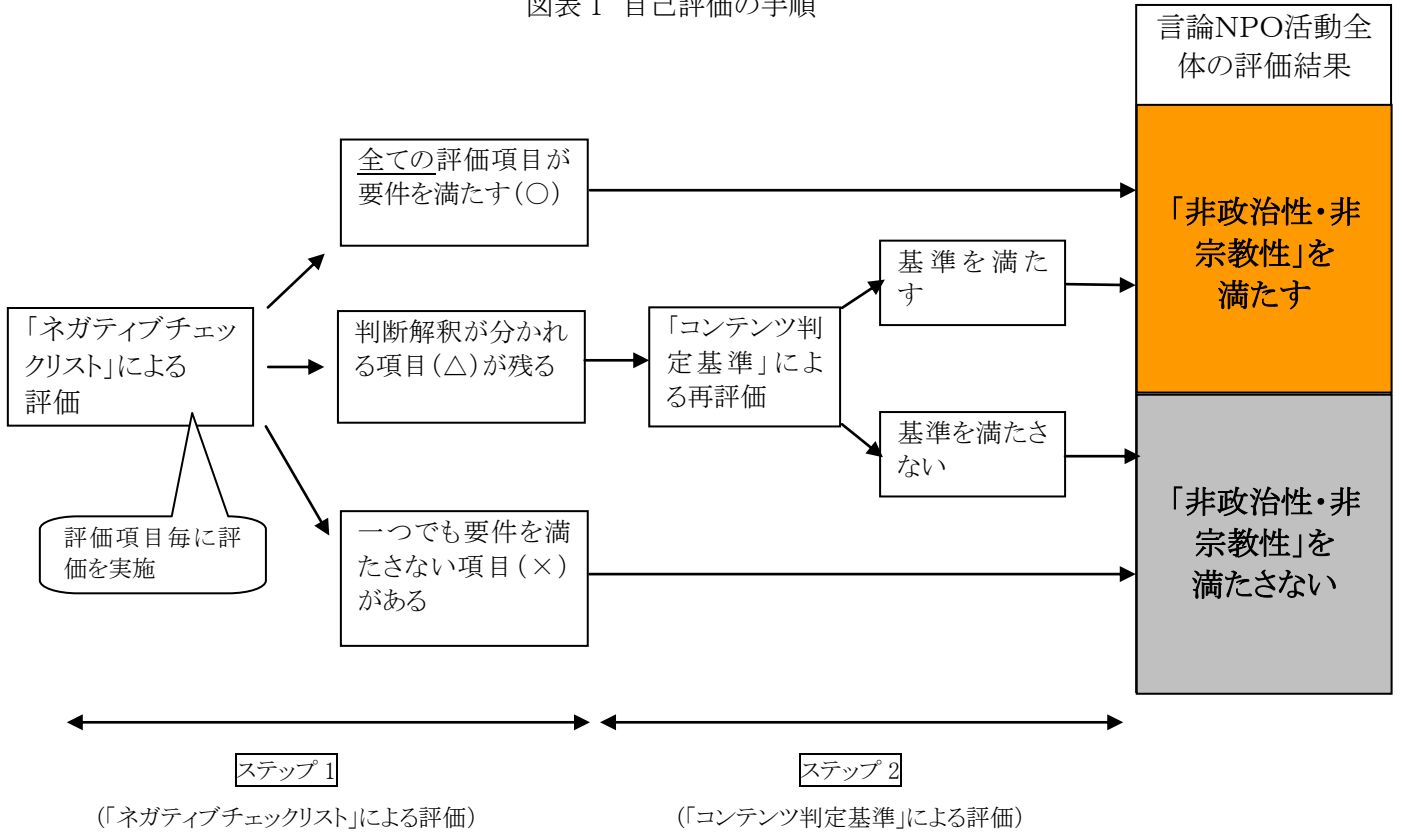 図表 1 自己評価の手順
言論NPO活動全
体の評価結果
全ての評価項目が
要件を満たす(○)
「非政治性・非
宗教性」を
満たす
基準を満た
す
「ネガティブチェッ
クリスト」による
評価
判断解釈が分かれ
る項目(△)が残る
「コンテンツ判
定基準」によ
る再評価
基準を満たさ
ない
評価項目毎に評
価を実施
一つでも要件を満
たさない項目(×)
がある
「非政治性・非
宗教性」を
満たさない
ステップ 1
ステップ 2
(「ネガティブチェックリスト」による評価)
(「コンテンツ判定基準」による評価)